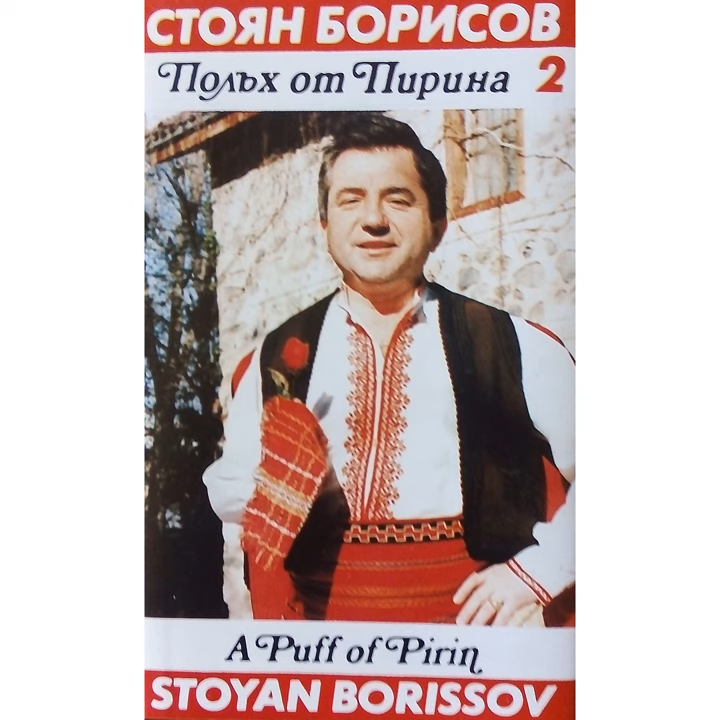 СТОЯН БОРИСОВ
Полъх от Пирина 2
A Puff of Pirin
STOYAN BORISSOV